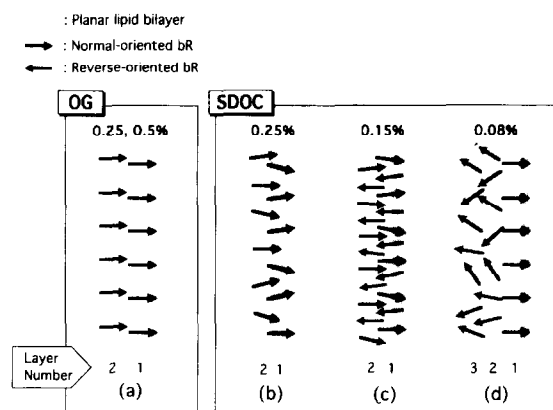 : Planar lipid bilayer
: Normal-oriented bR
: Reverse-oriented bR
OG
SDOC
0.25, 0.5%
0.25%
0.15%
0.08%
Layer
Number
2 1
2 1
2 1
3 2 1
(a)
(b)
(c)
(d)